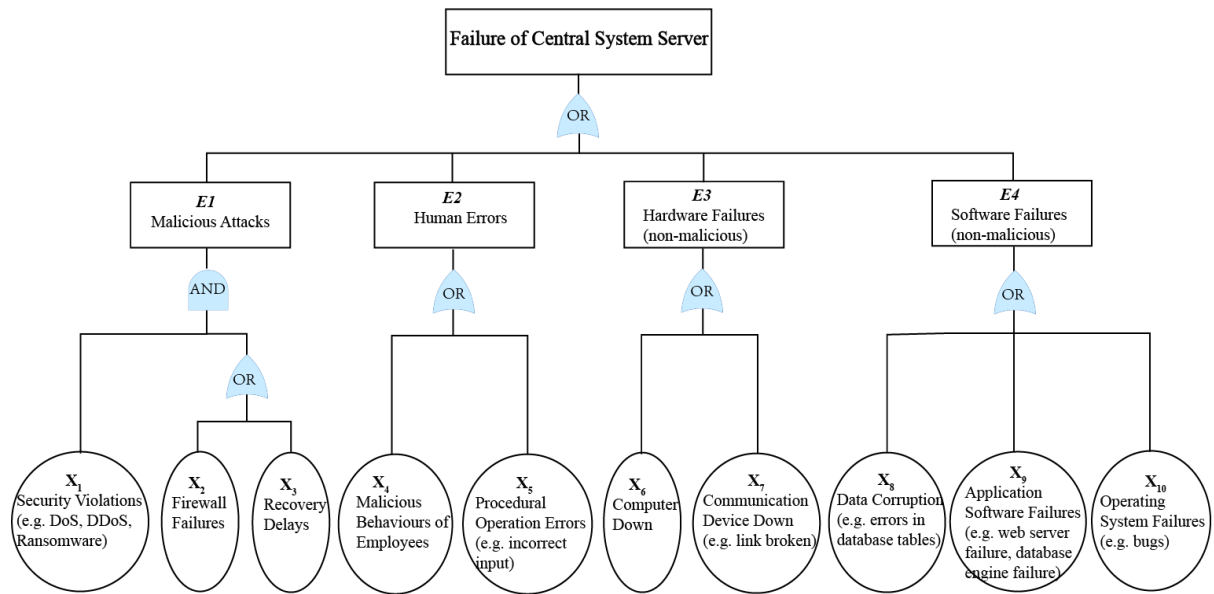 Failure of Central System Server
OR
E1
Malicious Attacks
E2
Human Errors
E3
Hardware Failures
(non-malicious)
E4
Software Failures
(non-malicious)
AND
OR
OR
OR
OR
X1
Security Violations
(e.g. DoS, DDoS,
Ransomware)
X2
Firewall
Failures
X3
Recovery
Delays
X4
Malicious
Behaviours of
Employees
X5
Procedural
Operation Errors
(e.g. incorrect
input)
X6
Computer
Down
X7
Communication
Device Down
(e.g. link broken)
X8
Data Corruption
(e.g. errors in
database tables)
X9
Application
Software Failures
(e.g. web server
failure, database
engine failure)
X10
Operating
System Failures
(e.g. bugs)